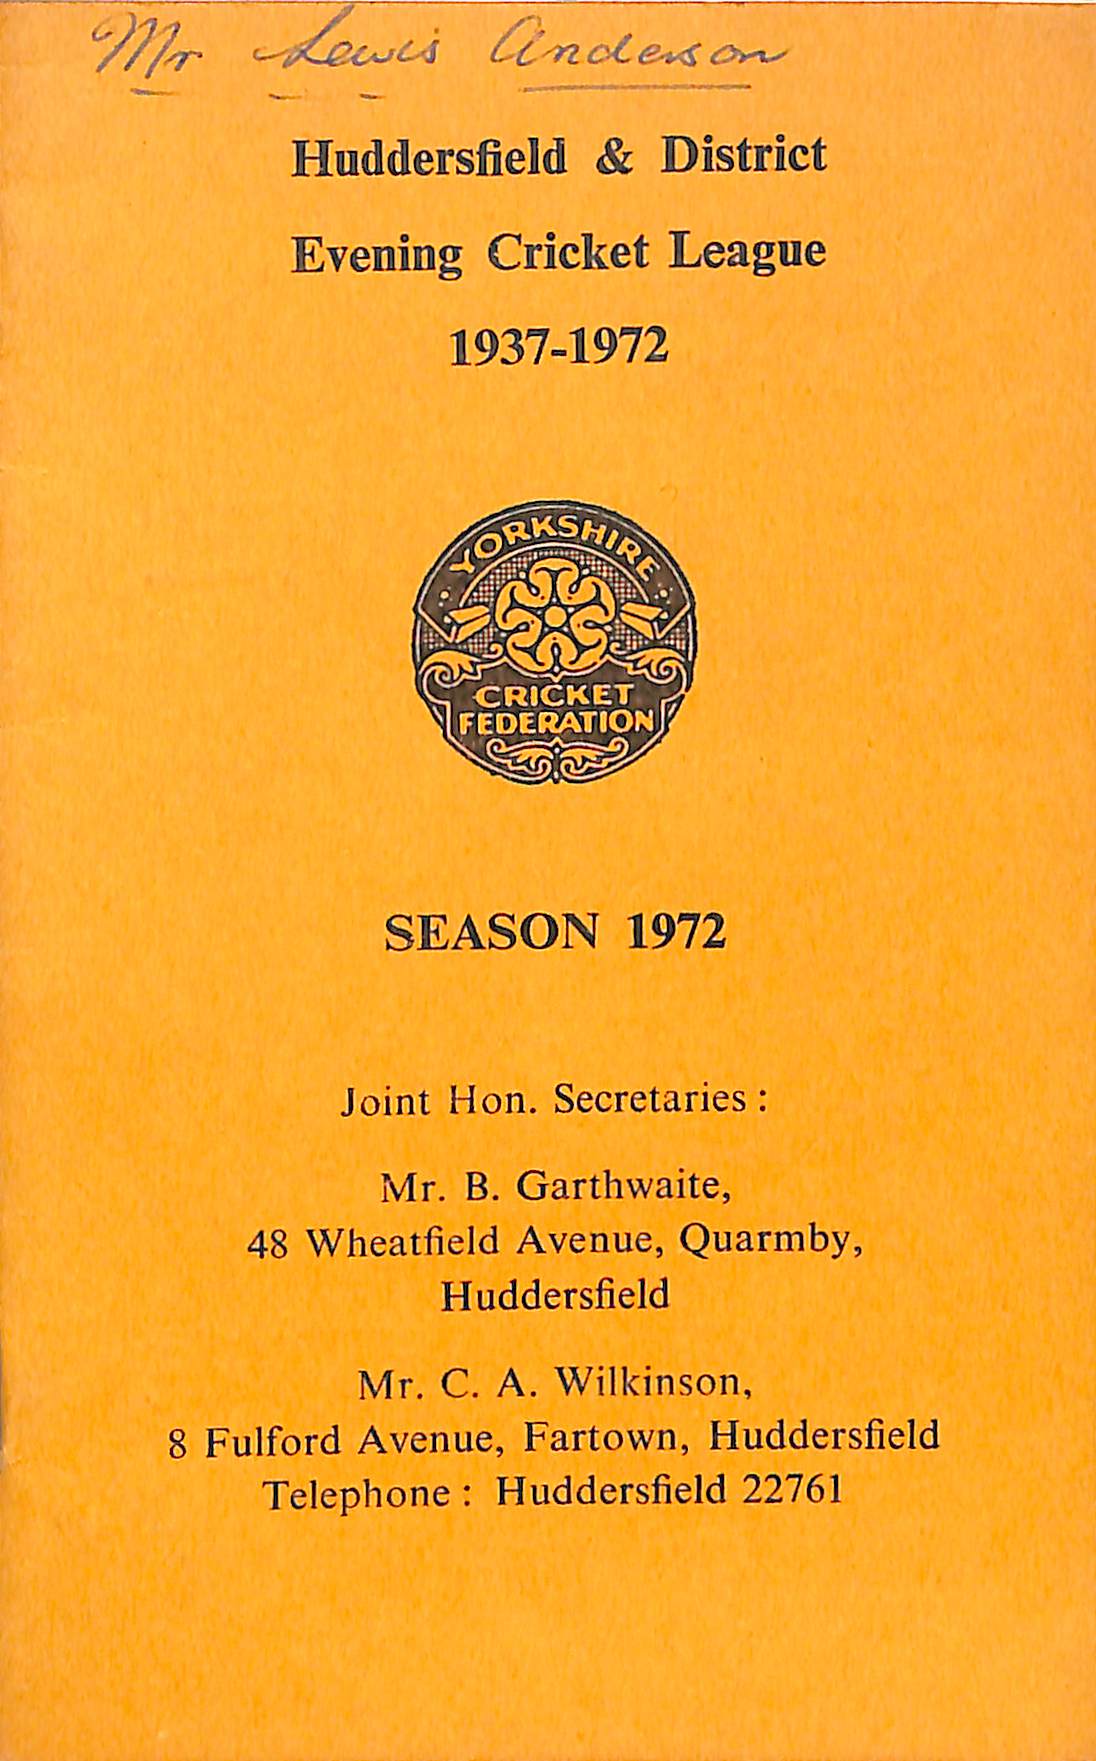 Mr Lewis Anderson
Huddersfield & District
Evening Cricket League
1937-1972
YORKSHIRE
CRICKET
FEDERATION
SEASON 1972
Joint Hon. Secretaries :
Mr. B. Garthwaite,
48 Wheatfield Avenue, Quarmby,
Huddersfield
Mr. C. A. Wilkinson,
8 Fulford Avenue, Fartown, Huddersfield
Telephone : Huddersfield 22761